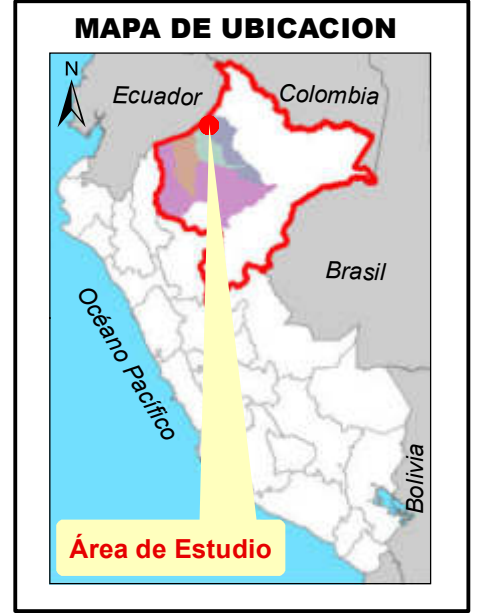 MAPA DE UBICACION
N
Ecuador
Colombia
Brasil
Océano Pacífico
Bolivia
Área de Estudio